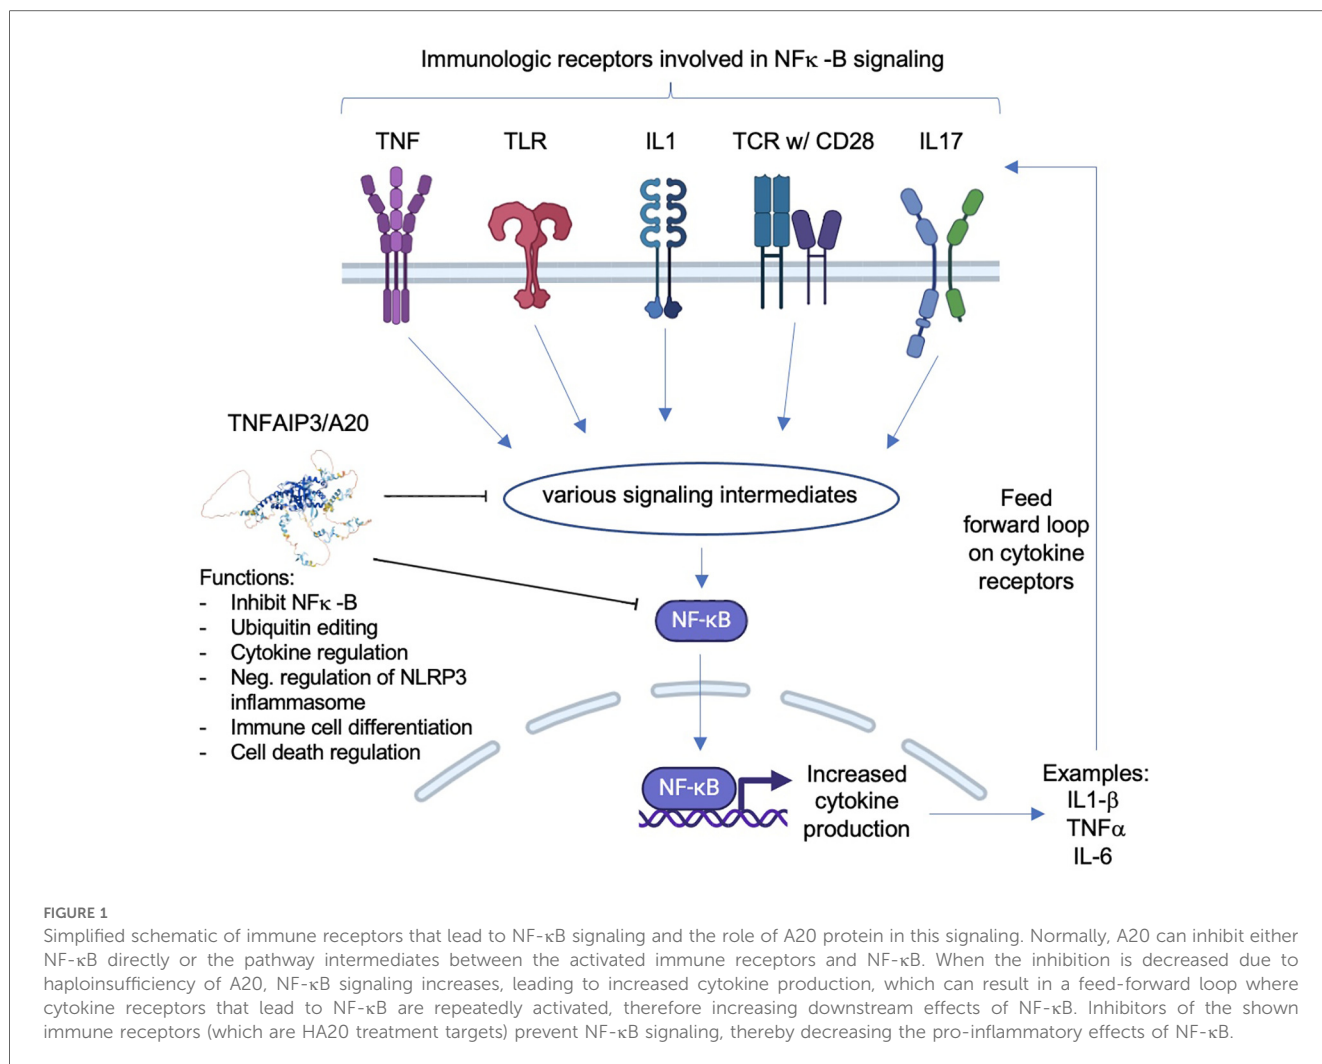 Immunologic receptors involved in NFκ -B signaling
TNF
TLR
IL1
TCR w/ CD28
IL17
TNFAIP3/A20
various signaling intermediates
Feed
forward loop
on cytokine
receptors
Functions:
- Inhibit NFκ -B
- Ubiquitin editing
- Cytokine regulation
- Neg. regulation of NLRP3
inflammasome
- Immune cell differentiation
- Cell death regulation
NF-κB
NF-κB
Increased
cytokine
production
Examples:
IL1-β
TNFα
IL-6
FIGURE 1
Simplified schematic of immune receptors that lead to NF-κB signaling and the role of A20 protein in this signaling. Normally, A20 can inhibit either
NF-κB directly or the pathway intermediates between the activated immune receptors and NF-κB. When the inhibition is decreased due to
haploinsufficiency of A20, NF-κB signaling increases, leading to increased cytokine production, which can result in a feed-forward loop where
cytokine receptors that lead to NF-κB are repeatedly activated, therefore increasing downstream effects of NF-κB. Inhibitors of the shown
immune receptors (which are HA20 treatment targets) prevent NF-κB signaling, thereby decreasing the pro-inflammatory effects of NF-κB.